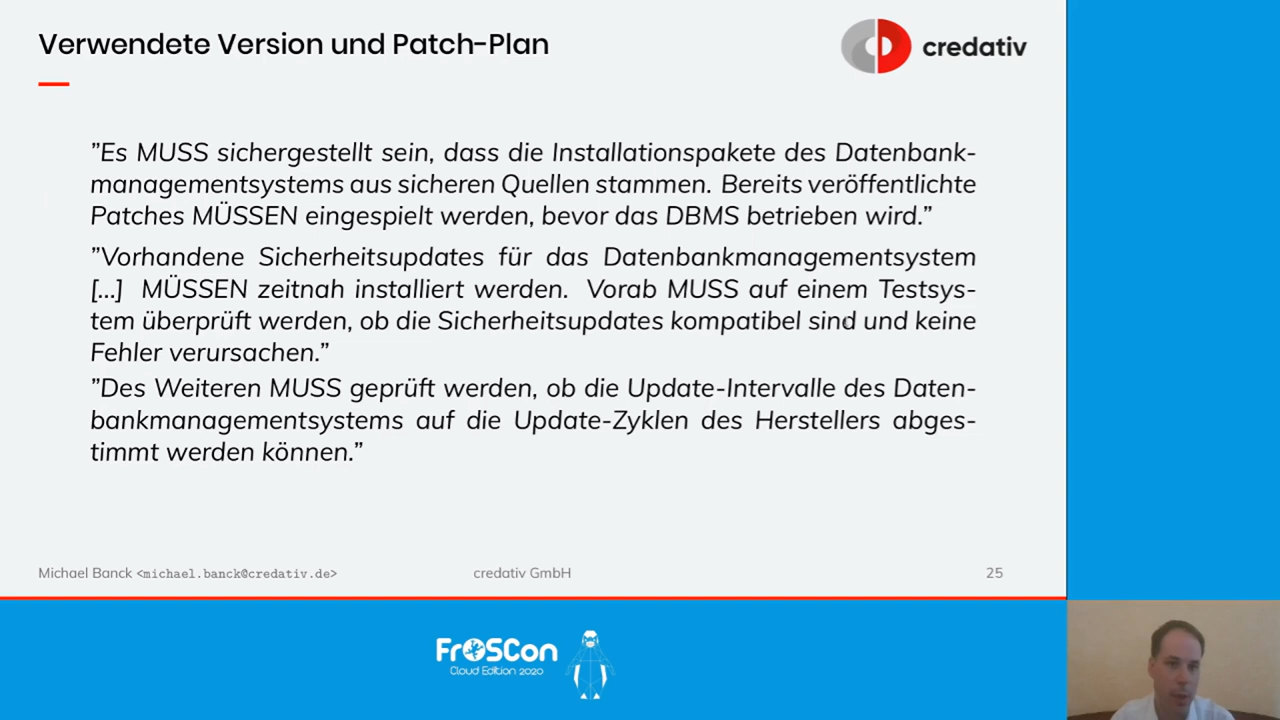 Verwendete Version und Patch-Plan
credativ
”Es MUSS sichergestellt sein, dass die Installationspakete des Datenbank-
managementsystems aus sicheren Quellen stammen. Bereits veröffentlichte
Patches MÜSSEN eingespielt werden, bevor das DBMS betrieben wird.”
”Vorhandene Sicherheitsupdates für das Datenbankmanagementsystem
[...] MÜSSEN zeitnah installiert werden. Vorab MUSS auf einem Testsys-
tem überprüft werden, ob die Sicherheitsupdates kompatibel sind und keine
Fehler verursachen.”
”Des Weiteren MUSS geprüft werden, ob die Update-Intervalle des Daten-
bankmanagementsystems auf die Update-Zyklen des Herstellers abges-
timmt werden können.”
Michael Banck <michael.banck@credativ.de> credativ GmbH 25
FrOSCon
Cloud Edition 2020